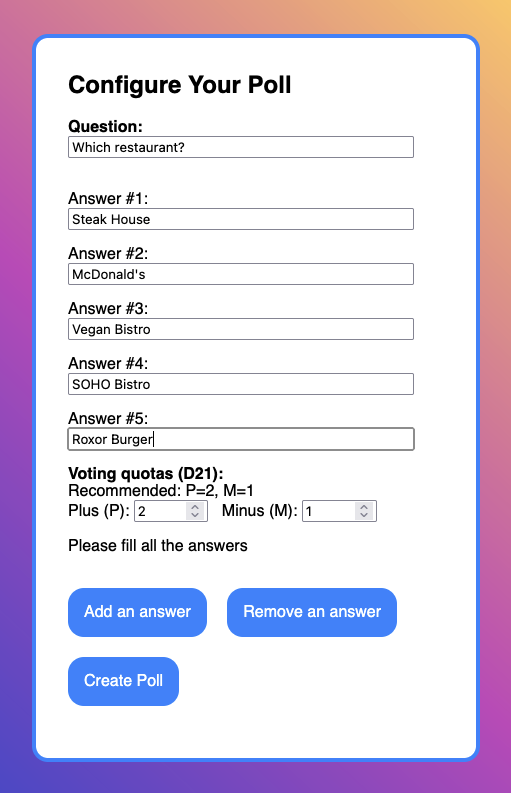 Configure Your Poll
Question:
Which restaurant?
Answer #1:
Steak House
Answer #2:
McDonald's
Answer #3:
Vegan Bistro
Answer #4:
SOHO Bistro
Answer #5:
Roxor Burger
Voting quotas (D21):
Recommended: P=2, M=1
Plus (P): 2 Minus (M): 1
Please fill all the answers
Add an answer Remove an answer
Create Poll